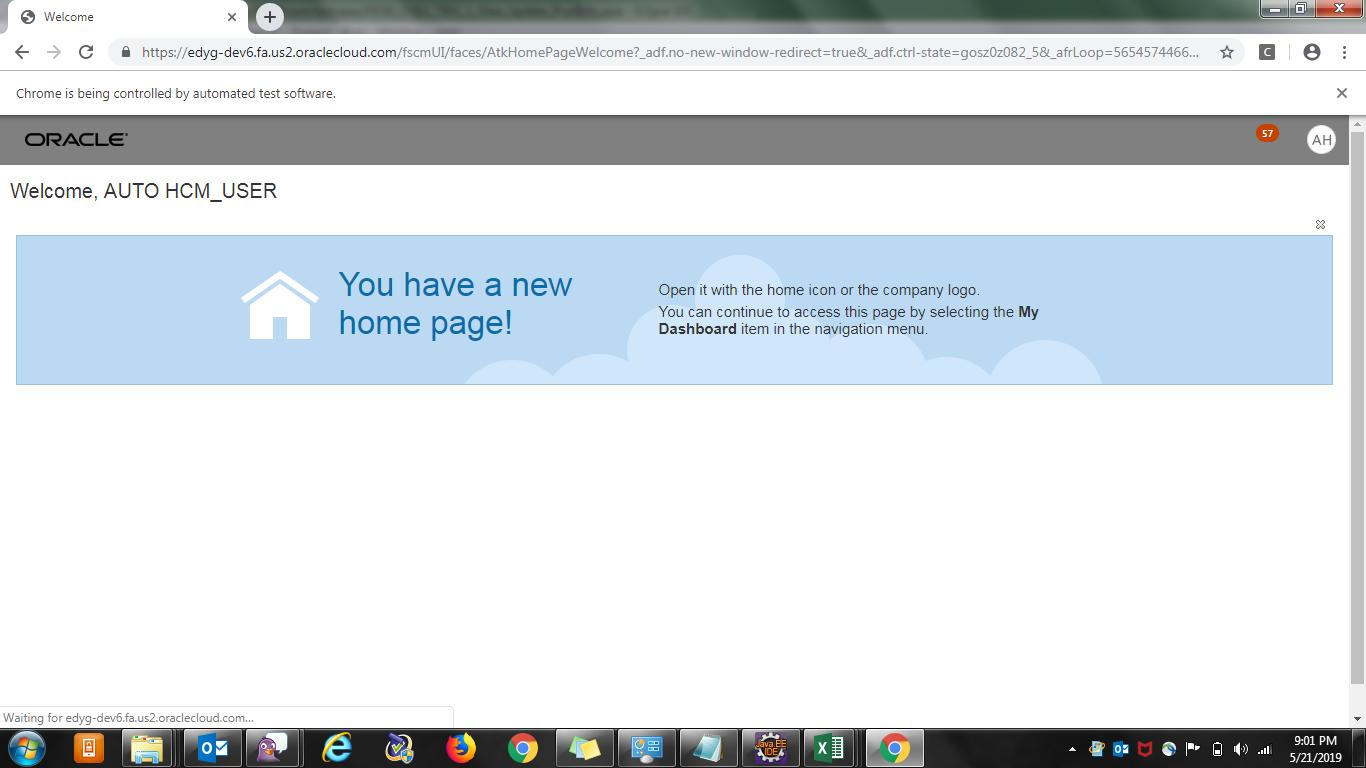 Welcome
https://edyg-dev6.fa.us2.oraclecloud.com/fscmUI/faces/AtkHomePageWelcome?_adf.no-new-window-redirect=true&_adf.ctrl-state=gosz0z082_5&_afrLoop=5654574466...
C
Chrome is being controlled by automated test software.
ORACLE
57
AH
Welcome, AUTO HCM_USER
You have a new
home page!
Open it with the home icon or the company logo.
You can continue to access this page by selecting the My
Dashboard item in the navigation menu.
Waiting for edyg-dev6.fa.us2.oraclecloud.com...
Java EE
IDE
9:01 PM
5/21/2019